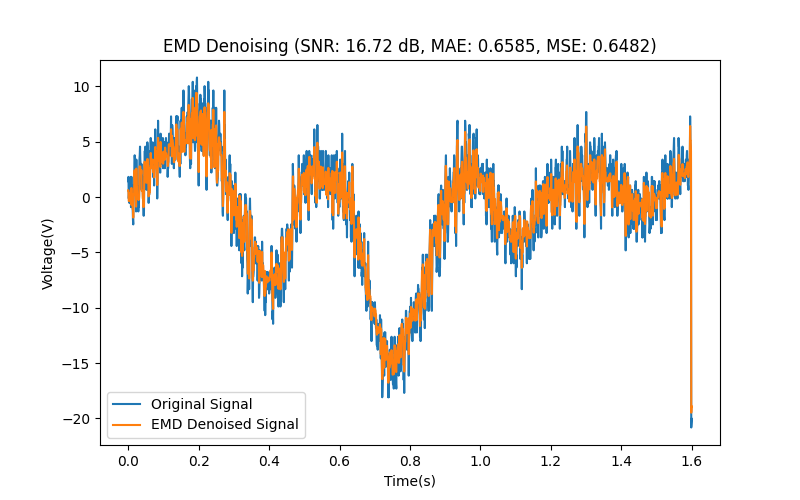 EMD Denoising (SNR: 16.72 dB, MAE: 0.6585, MSE: 0.6482)
10
5
0
−5
−10
−15
−20
Voltage(V)
Original Signal
EMD Denoised Signal
0.0 0.2 0.4 0.6 0.8 1.0 1.2 1.4 1.6
Time(s)